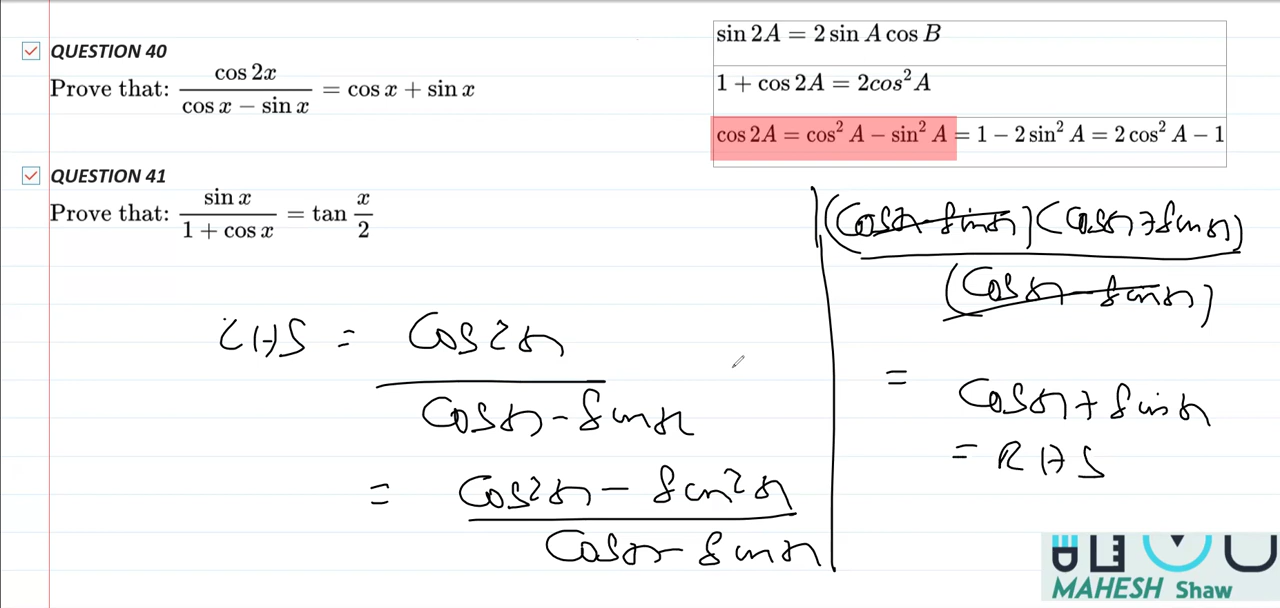 QUESTION 40
Prove that: cos 2x / (cos x − sin x) = cos x + sin x
QUESTION 41
Prove that: sin x / (1 + cos x) = tan x/2
sin 2A = 2 sin A cos B
1 + cos 2A = 2cos² A
cos 2A = cos² A − sin² A = 1 − 2 sin² A = 2 cos² A − 1
LHS = Cos2x / (Cosx - Sinx)
= (Cos²x - Sin²x) / (Cosx - Sinx)
(Cosx - Sinx)(Cosx + Sinx) / (Cosx - Sinx)
= Cosx + Sinx
= RHS
MAHESH Shaw